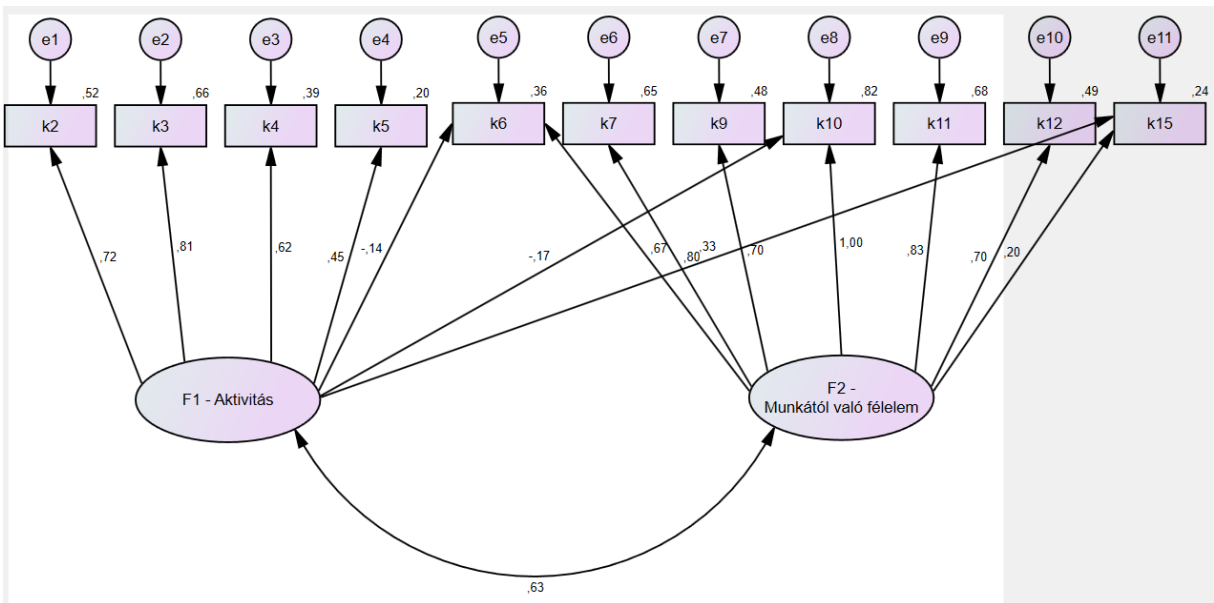 e1 e2 e3 e4 e5 e6 e7 e8 e9 e10 e11
,52 ,66 ,39 ,20 ,36 ,65 ,48 ,82 ,68 ,49 ,24
k2 k3 k4 k5 k6 k7 k9 k10 k11 k12 k15
,72 ,81 ,62 ,45 -,14 -,17 ,67 ,80 ,33 ,70 1,00 ,83 ,70 ,20
F1 - Aktivitás
F2 -
Munkától való félelem
,63